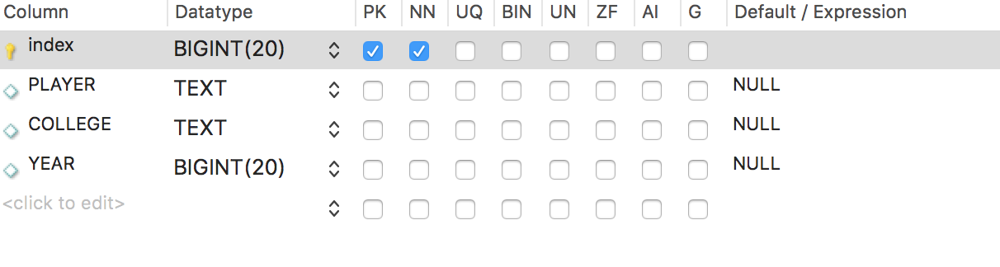 Column Datatype PK NN UQ BIN UN ZF AI G Default / Expression
index BIGINT(20)
PLAYER TEXT NULL
COLLEGE TEXT NULL
YEAR BIGINT(20) NULL
<click to edit>